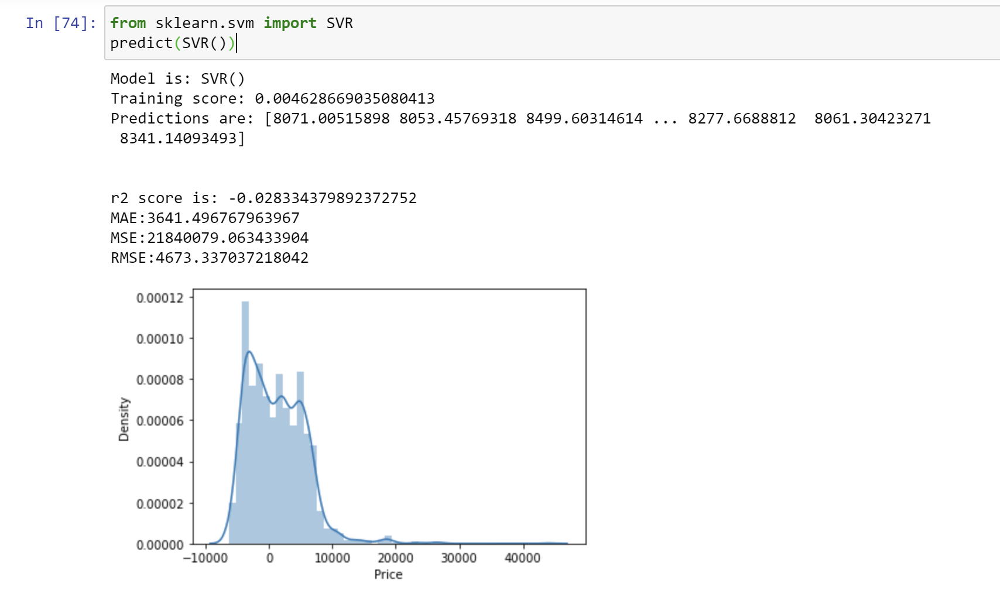 In [74]: from sklearn.svm import SVR
predict(SVR())
Model is: SVR()
Training score: 0.004628669035080413
Predictions are: [8071.00515898 8053.45769318 8499.60314614 ... 8277.6688812  8061.30423271
 8341.14093493]
r2 score is: -0.028334379892372752
MAE:3641.496767963967
MSE:21840079.063433904
RMSE:4673.337037218042
0.00012
0.00010
0.00008
0.00006
0.00004
0.00002
0.00000
Density
−10000 0 10000 20000 30000 40000
Price